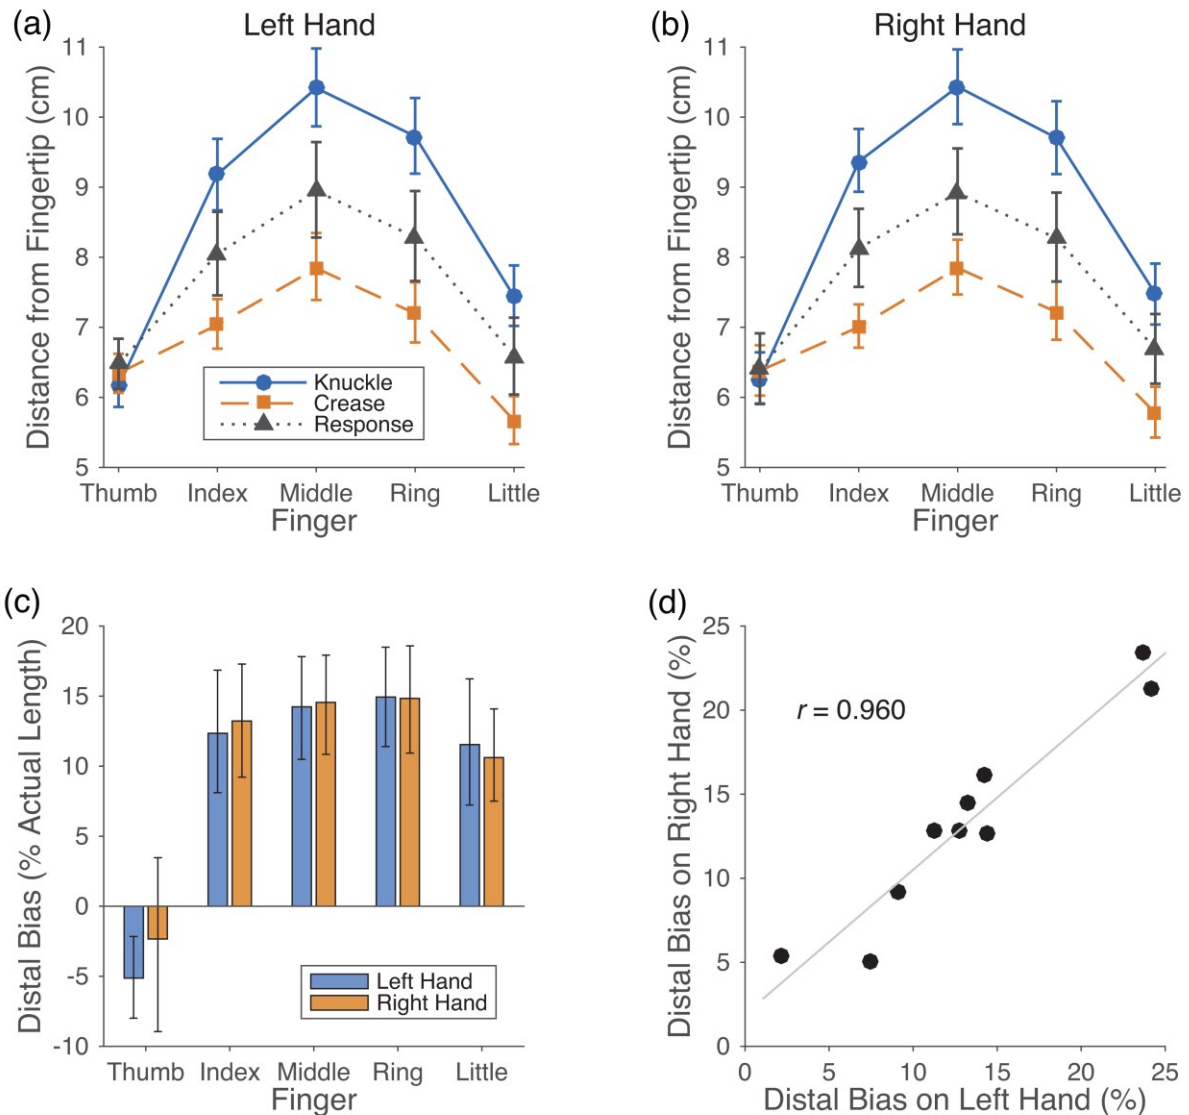 (a)
Left Hand
Distance from Fingertip (cm)
11
10
9
8
7
6
5
Knuckle
Crease
Response
Thumb Index Middle Ring Little
Finger
(b)
Right Hand
Distance from Fingertip (cm)
11
10
9
8
7
6
5
Thumb Index Middle Ring Little
Finger
(c)
Distal Bias (% Actual Length)
20
15
10
5
0
-5
-10
Left Hand
Right Hand
Thumb Index Middle Ring Little
Finger
(d)
Distal Bias on Right Hand (%)
25
20
15
10
5
0
r = 0.960
0 5 10 15 20 25
Distal Bias on Left Hand (%)